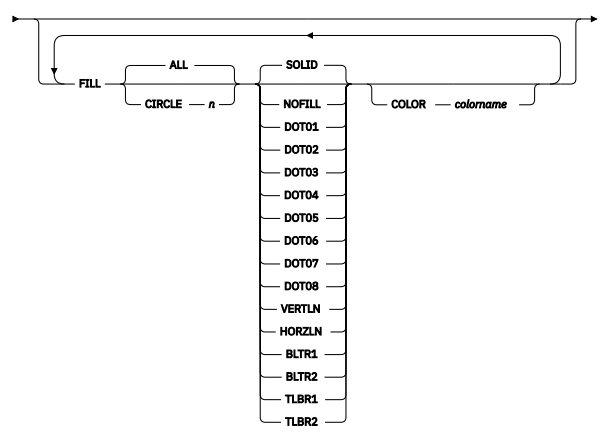 ALL
SOLID
FILL
CIRCLE n
NOFILL
COLOR colorname
DOT01
DOT02
DOT03
DOT04
DOT05
DOT06
DOT07
DOT08
VERTLN
HORZLN
BLTR1
BLTR2
TLBR1
TLBR2